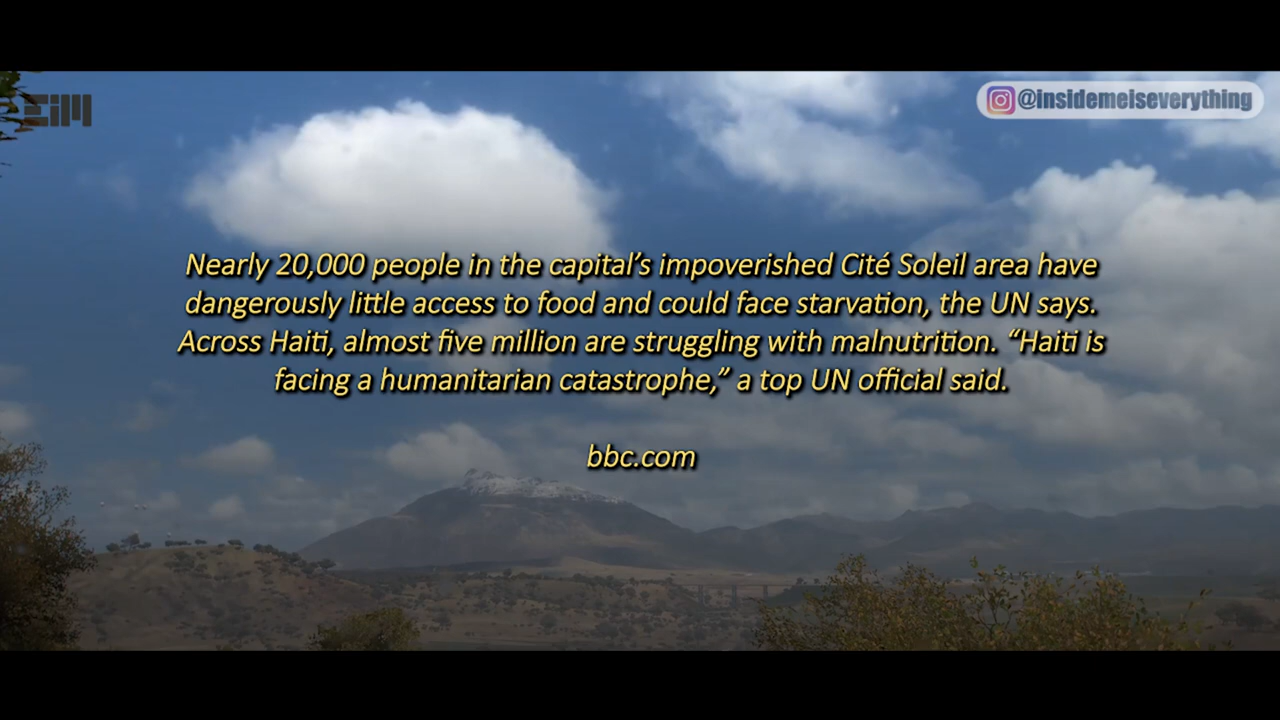 EIM
@insidemeiseverything
Nearly 20,000 people in the capital’s impoverished Cité Soleil area have
dangerously little access to food and could face starvation, the UN says.
Across Haiti, almost five million are struggling with malnutrition. “Haiti is
facing a humanitarian catastrophe,” a top UN official said.
bbc.com